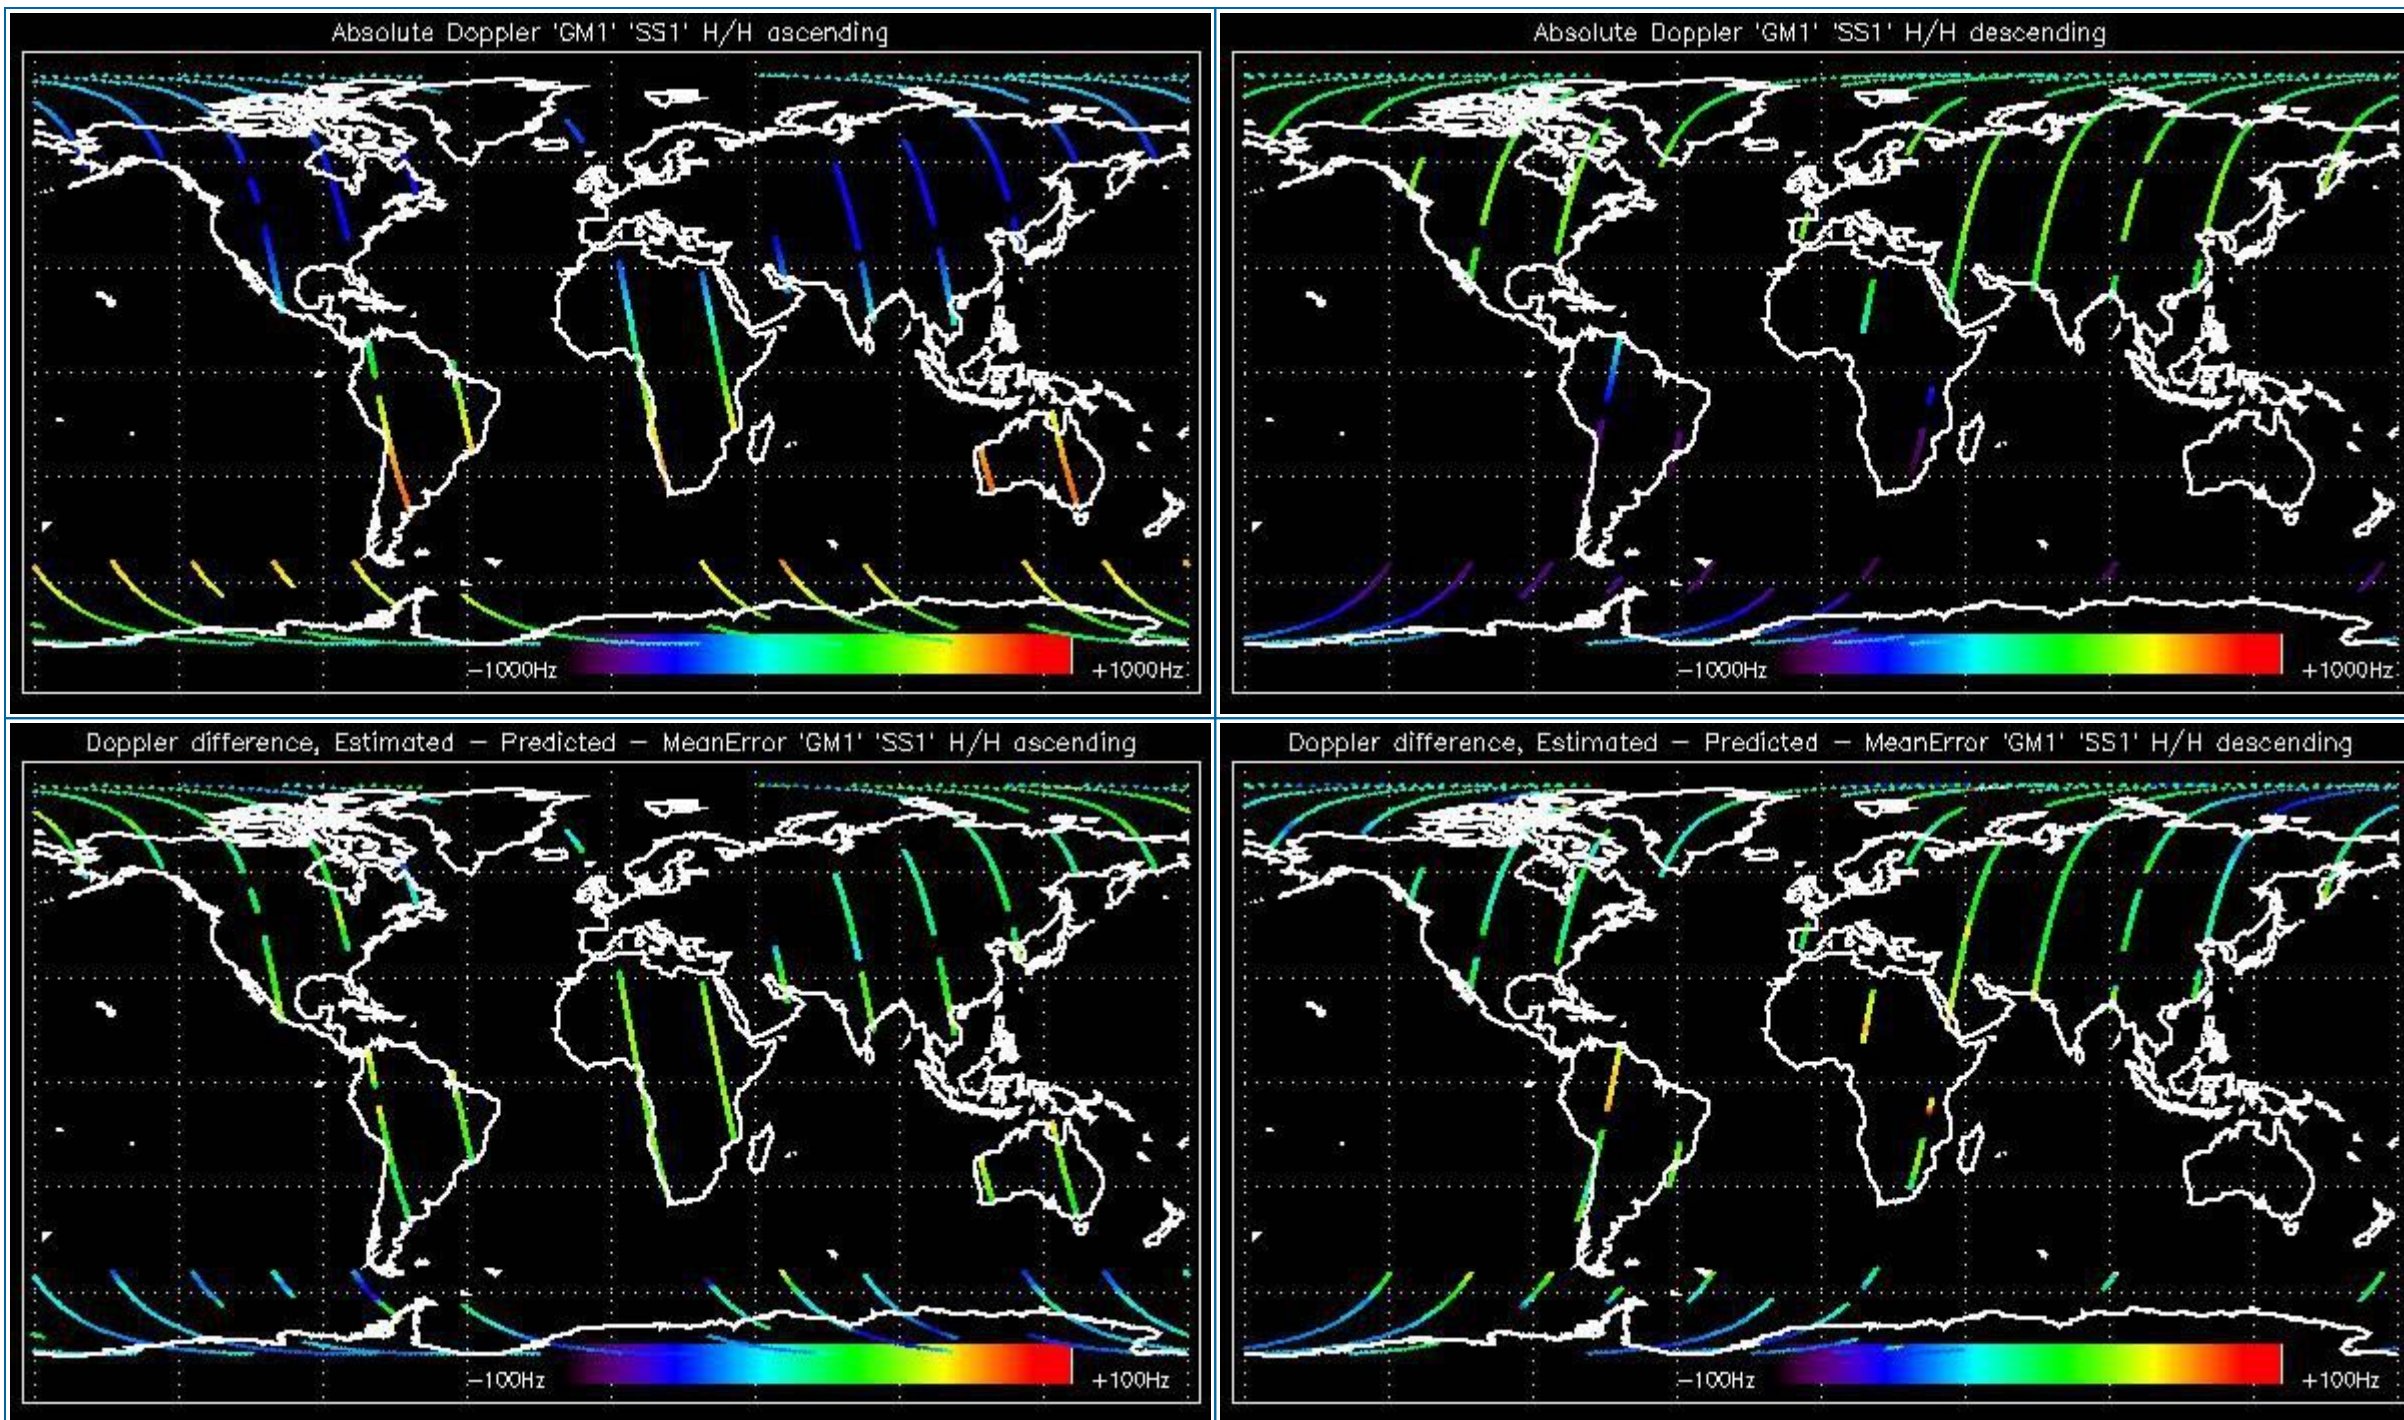 Absolute Doppler 'GM1' 'SS1' H/H ascending
-1000Hz
+1000Hz
Absolute Doppler 'GM1' 'SS1' H/H descending
-1000Hz
+1000Hz
Doppler difference, Estimated - Predicted - MeanError 'GM1' 'SS1' H/H ascending
-100Hz
+100Hz
Doppler difference, Estimated - Predicted - MeanError 'GM1' 'SS1' H/H descending
-100Hz
+100Hz